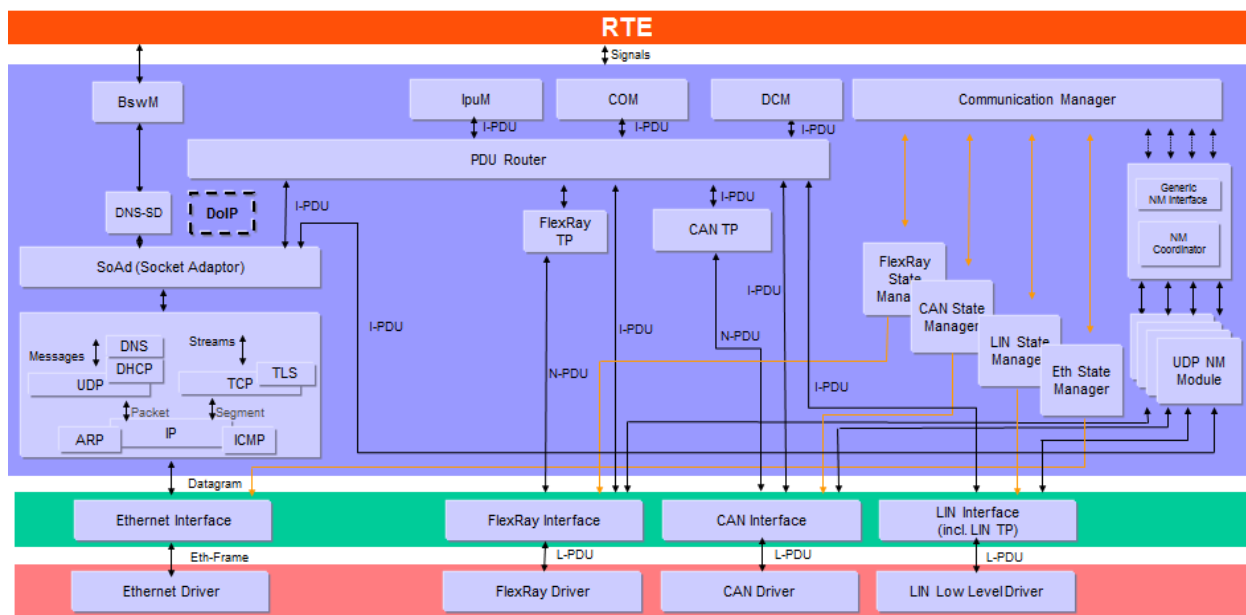 RTE
Signals
BswM
IpuM
COM
DCM
Communication Manager
I-PDU
I-PDU
I-PDU
PDU Router
Generic
NM Interface
NM
Coordinator
DNS-SD
DoIP
I-PDU
FlexRay
TP
I-PDU
CAN TP
SoAd (Socket Adaptor)
FlexRay
State
Manager
CAN State
Manager
LIN State
Manager
Eth State
Manager
UDP NM
Module
I-PDU
I-PDU
I-PDU
N-PDU
N-PDU
I-PDU
Messages
DNS
DHCP
UDP
Streams
TLS
TCP
Packet
Segment
ARP
IP
ICMP
Datagram
Ethernet Interface
FlexRay Interface
CAN Interface
LIN Interface
(incl. LIN TP)
Eth-Frame
L-PDU
L-PDU
L-PDU
Ethernet Driver
FlexRay Driver
CAN Driver
LIN Low Level Driver